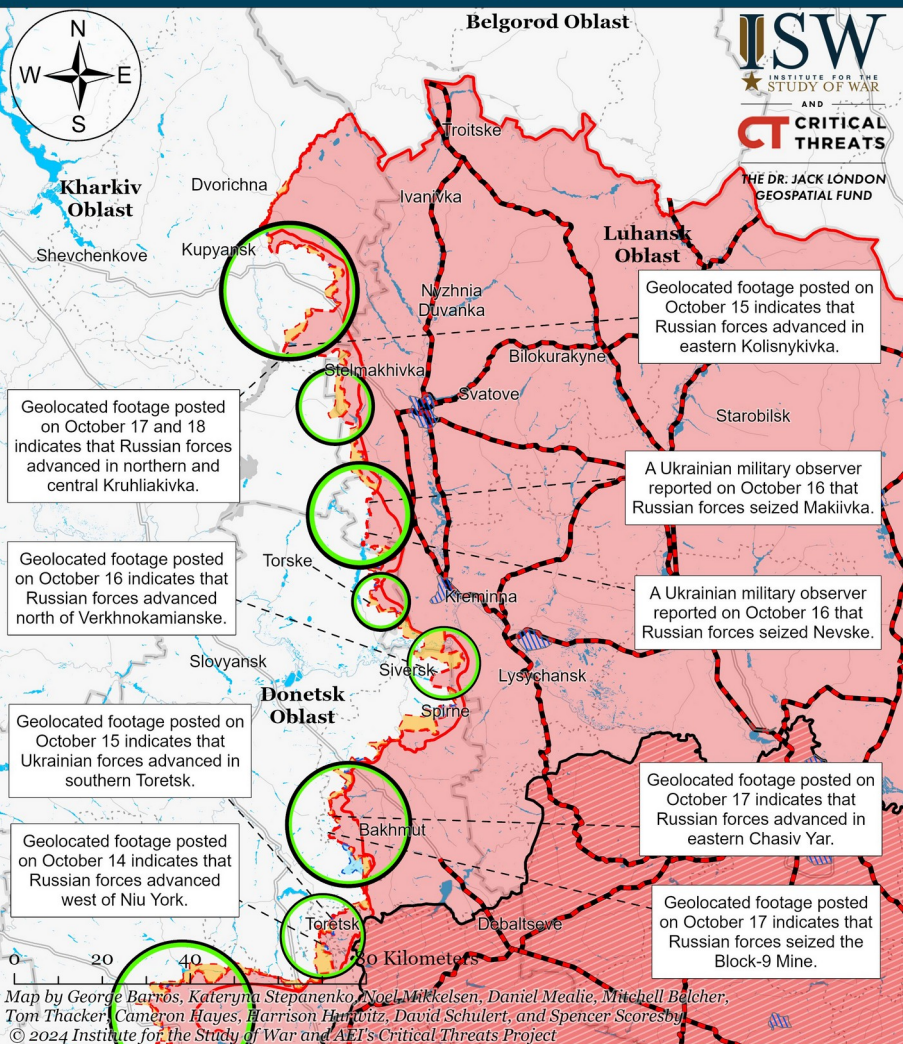 Belgorod Oblast
N
W
E
S
ISW
INSTITUTE FOR THE
STUDY OF WAR
AND
CT CRITICAL
THREATS
THE DR. JACK LONDON
GEOSPATIAL FUND
Troitske
Kharkiv
Oblast
Dvorichna
Ivanivka
Shevchenkove
Kupyansk
Luhansk
Oblast
Nyzhnia
Duvanka
Geolocated footage posted on
October 15 indicates that
Russian forces advanced in
eastern Kolisnykivka.
Bilokurakyne
Stelmakhivka
Svatove
Starobilsk
Geolocated footage posted
on October 17 and 18
indicates that Russian forces
advanced in northern and
central Kruhliakivka.
A Ukrainian military observer
reported on October 16 that
Russian forces seized Makiivka.
Geolocated footage posted
on October 16 indicates that
Russian forces advanced
north of Verkhnokamianske.
Torske
Kreminna
A Ukrainian military observer
reported on October 16 that
Russian forces seized Nevske.
Slovyansk
Siversk
Lysychansk
Donetsk
Oblast
Spirne
Geolocated footage posted on
October 15 indicates that
Ukrainian forces advanced in
southern Toretsk.
Geolocated footage posted on
October 17 indicates that
Russian forces advanced in
eastern Chasiv Yar.
Bakhmut
Geolocated footage posted
on October 14 indicates that
Russian forces advanced
west of Niu York.
Geolocated footage posted
on October 17 indicates that
Russian forces seized the
Block-9 Mine.
Toretsk
Debaltseve
0 20 40 80 Kilometers
Map by George Barros, Kateryna Stepanenko, Noel Mikkelsen, Daniel Mealie, Mitchell Belcher,
Tom Thacker, Cameron Hayes, Harrison Hurwitz, David Schulert, and Spencer Scoresby
© 2024 Institute for the Study of War and AEI's Critical Threats Project